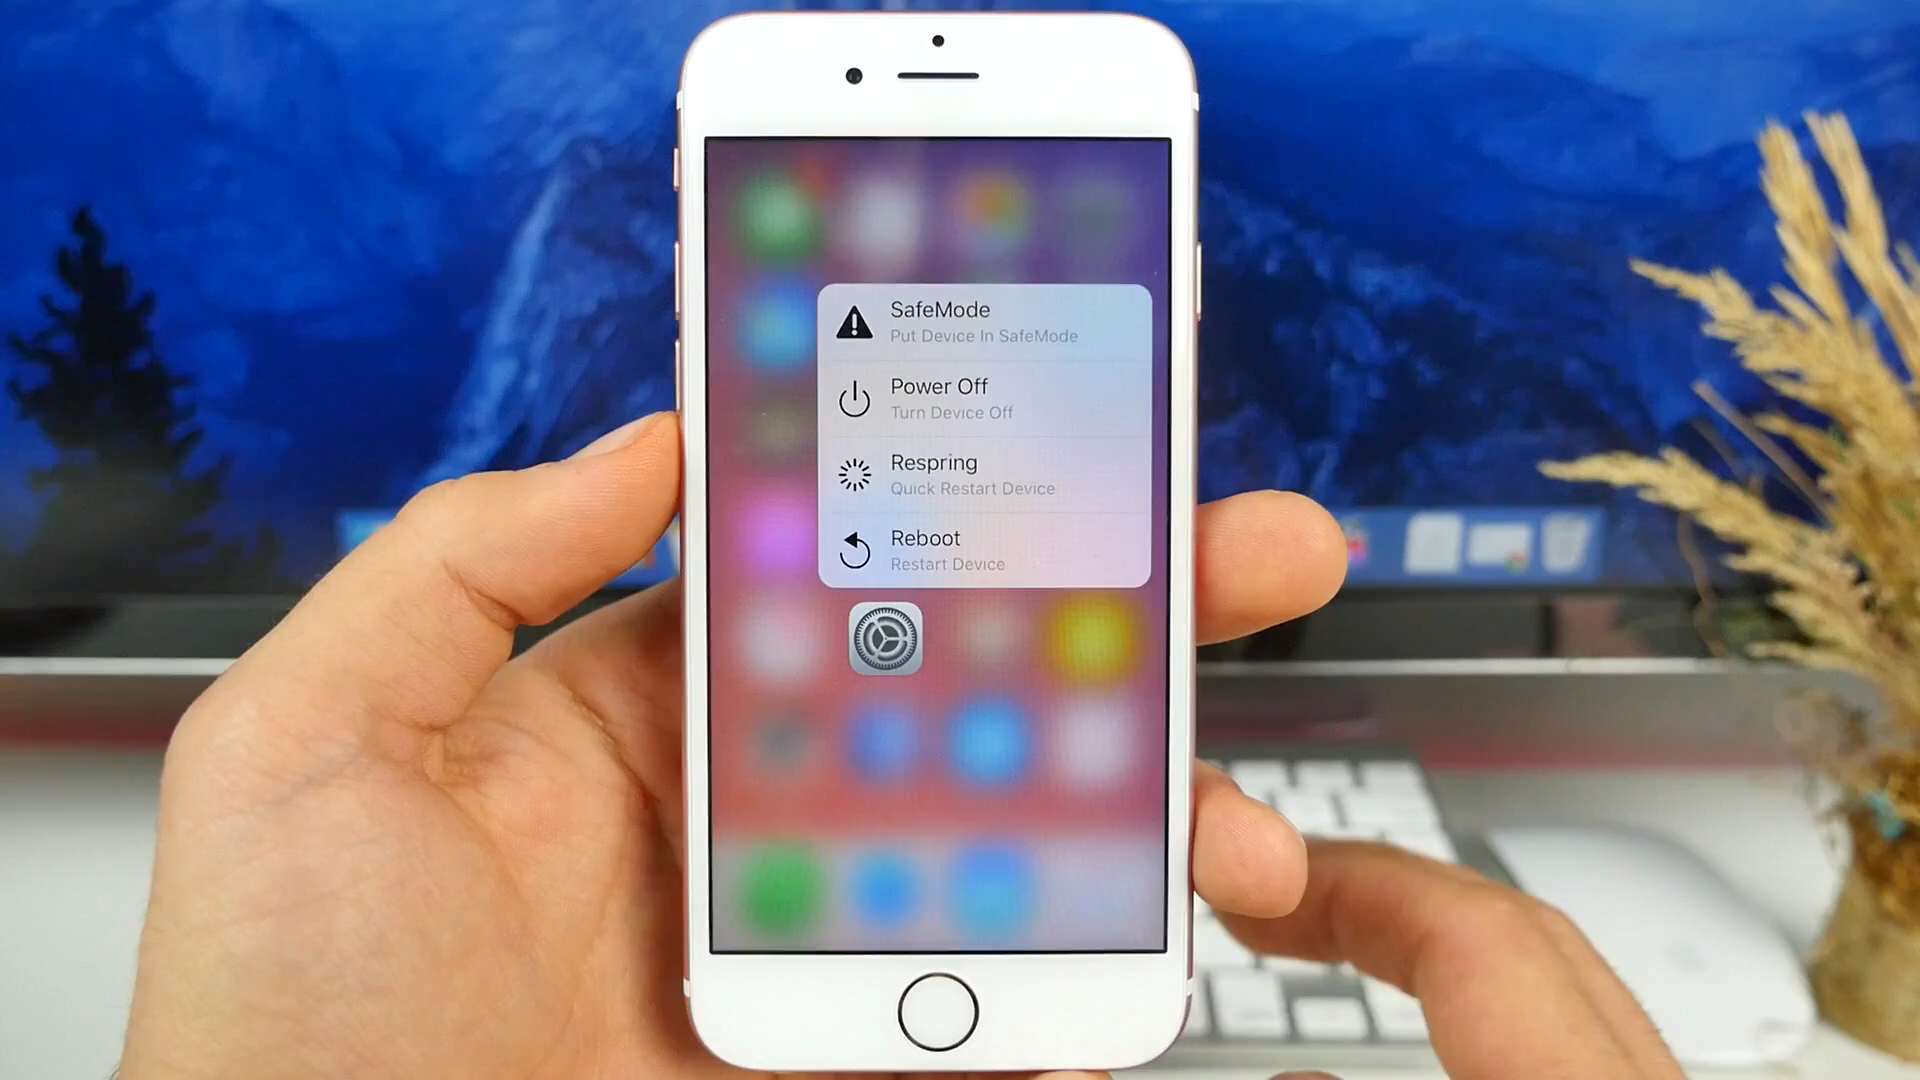 SafeMode
Put Device In SafeMode
Power Off
Turn Device Off
Respring
Quick Restart Device
Reboot
Restart Device